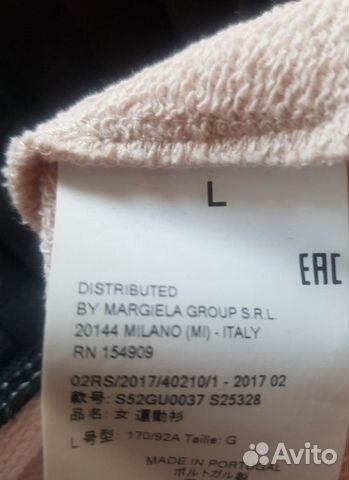 L
EAC
DISTRIBUTED
BY MARGIELA GROUP S.R.L.
20144 MILANO (MI) - ITALY
RN 154909
02RS/2017/40210/1 - 2017 02
款号: S52GU0037 S25328
品名: 女 運動衫
L 号型: 170/92A Taille: G
MADE IN PORTUGAL
ポルトガル製
Avito